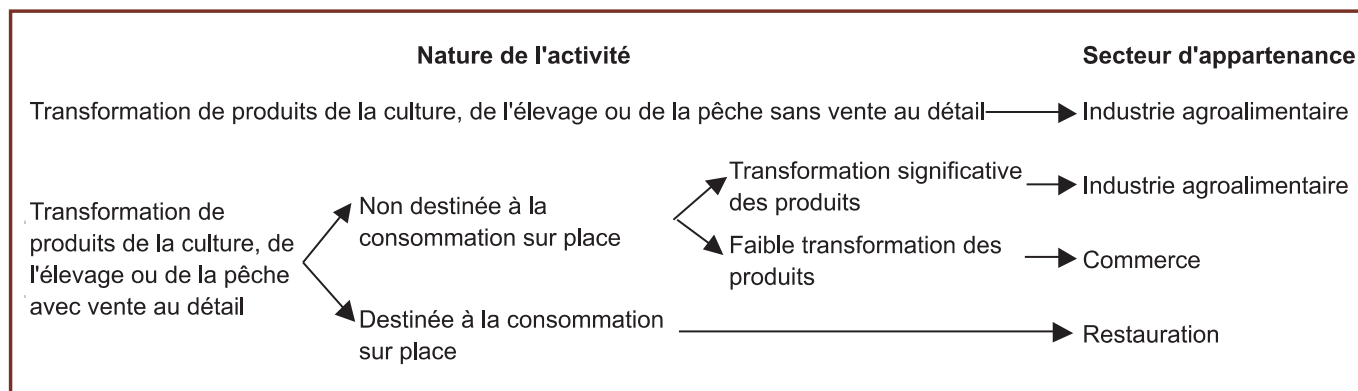 Nature de l'activité Secteur d'appartenance
Transformation de produits de la culture, de l'élevage ou de la pêche sans vente au détail Industrie agroalimentaire
Transformation de
produits de la culture, de
l'élevage ou de la pêche
avec vente au détail
Non destinée à la
consommation sur place
Transformation significative
des produits
Industrie agroalimentaire
Faible transformation des
produits
Commerce
Destinée à la consommation
sur place
Restauration